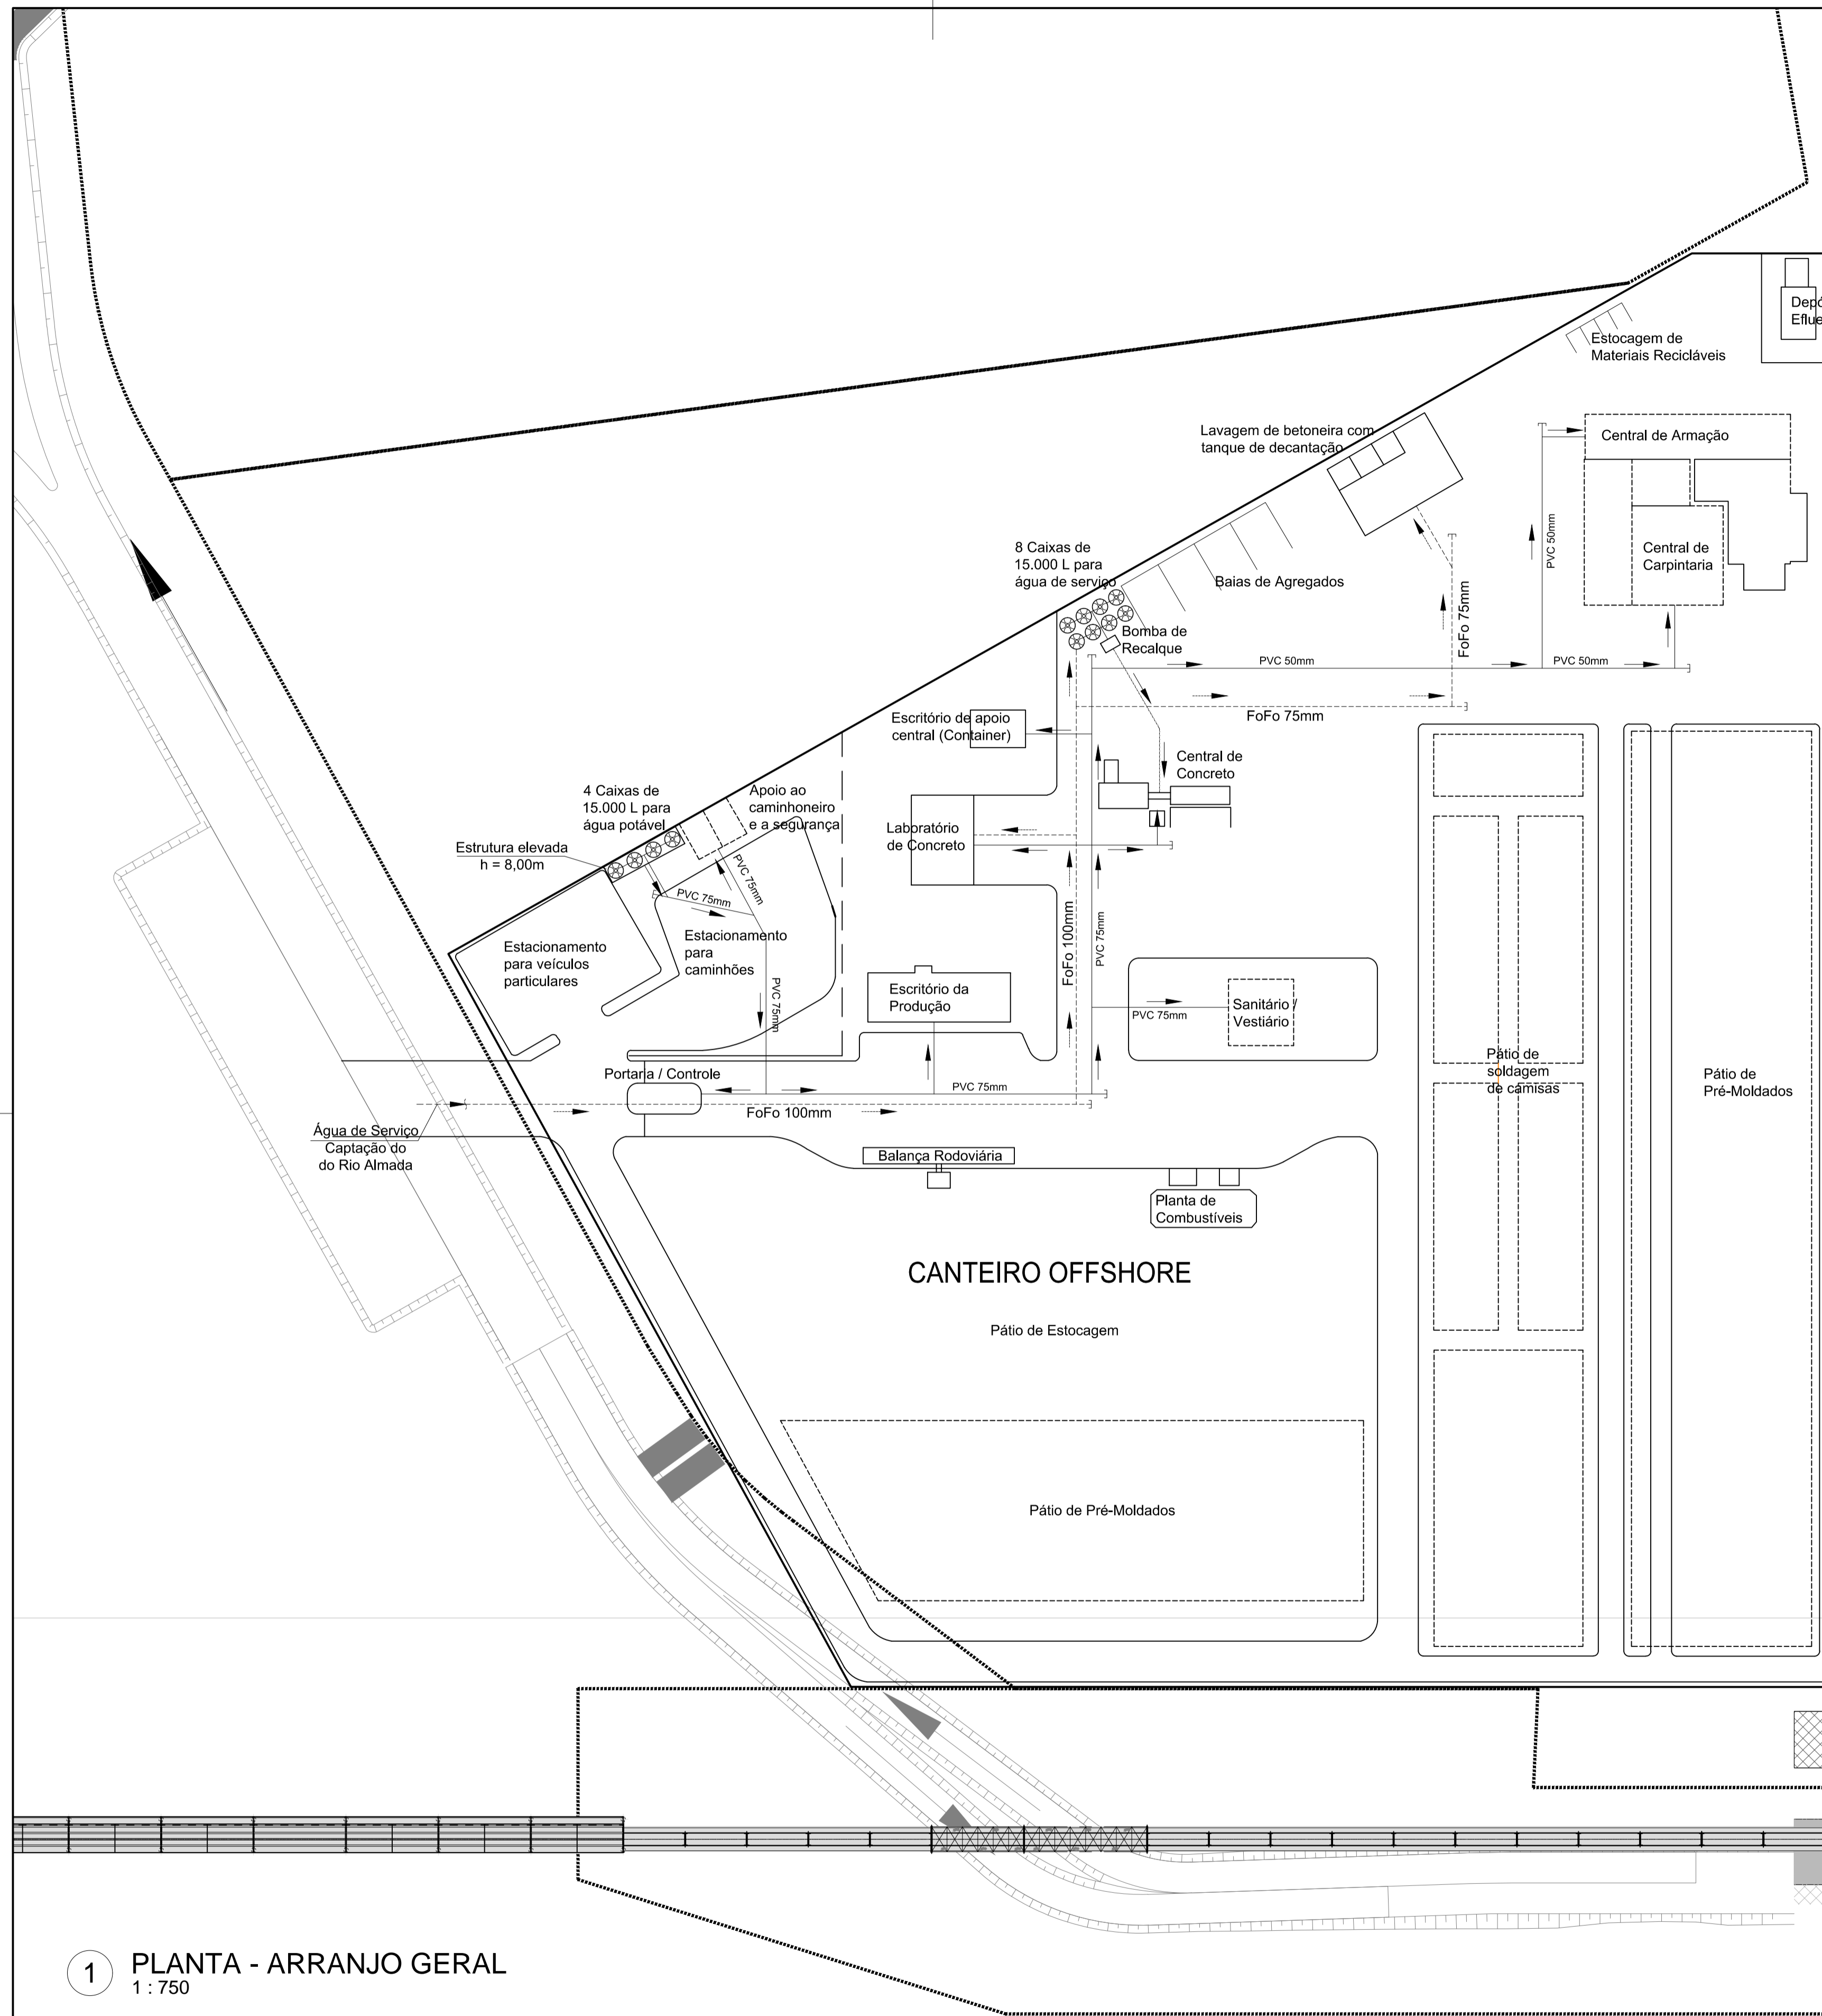 Depó
Eflue
Estocagem de
Materiais Recicláveis
Lavagem de betoneira com
tanque de decantação
Central de Armação
PVC 50mm
Central de
Carpintaria
8 Caixas de
15.000 L para
água de serviço
Baias de Agregados
FoFo 75mm
Bomba de
Recalque
PVC 50mm
PVC 50mm
FoFo 75mm
Escritório de apoio
central (Container)
Central de
Concreto
4 Caixas de
15.000 L para
água potável
Apoio ao
caminhoneiro
e a segurança
Laboratório
de Concreto
Estrutura elevada
h = 8,00m
PVC 75mm
PVC 75mm
Estacionamento
para veículos
particulares
Estacionamento
para
caminhões
PVC 75mm
FoFo 100mm
PVC 75mm
Escritório da
Produção
Sanitário /
Vestiário
PVC 75mm
Pátio de
soldagem
de camisas
Pátio de
Pré-Moldados
Portaria / Controle
PVC 75mm
FoFo 100mm
Água de Serviço
Captação do
do Rio Almada
Balança Rodoviária
Planta de
Combustíveis
CANTEIRO OFFSHORE
Pátio de Estocagem
Pátio de Pré-Moldados
1
PLANTA - ARRANJO GERAL
1 : 750